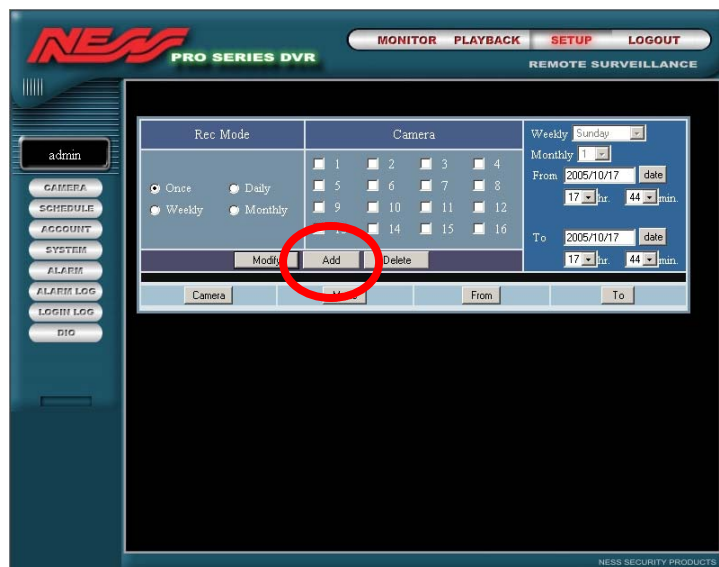 NESS
PRO SERIES DVR
MONITOR PLAYBACK SETUP LOGOUT
REMOTE SURVEILLANCE
admin
CAMERA
SCHEDULE
ACCOUNT
SYSTEM
ALARM
ALARM LOG
LOGIN LOG
DIO
Rec Mode
Once Daily
Weekly Monthly
Camera
1 2 3 4
5 6 7 8
9 10 11 12
13 14 15 16
Weekly Sunday
Monthly 1
From 2005/10/17 date
17 hr. 44 min.
To 2005/10/17 date
17 hr. 44 min.
Modify Add Delete
Camera Mode From To
NESS SECURITY PRODUCTS